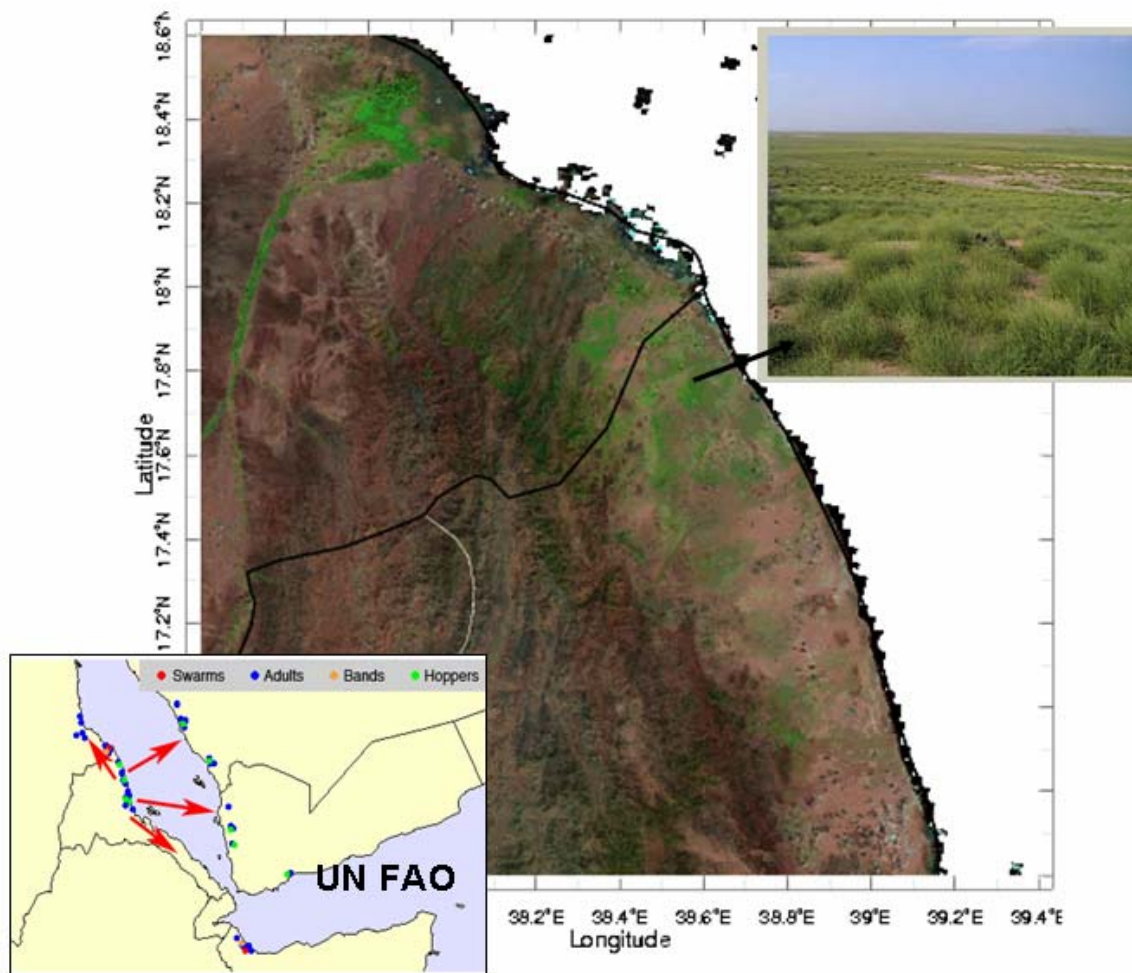 18.6°N
18.4°N
18.2°N
18°N
17.8°N
17.6°N
17.4°N
17.2°N
Latitude
Swarms Adults Bands Hoppers
UN FAO
38.2°E 38.4°E 38.6°E 38.8°E 39°E 39.2°E 39.4°E
Longitude